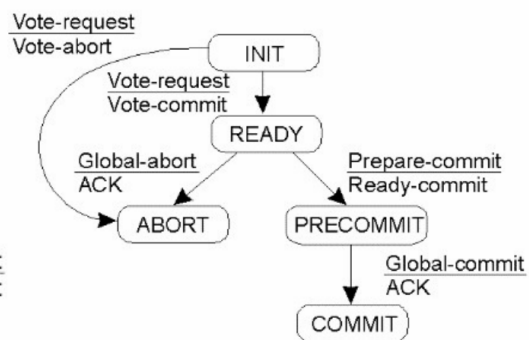 Vote-request
Vote-abort
INIT
Vote-request
Vote-commit
READY
Global-abort
ACK
Prepare-commit
Ready-commit
ABORT
PRECOMMIT
Global-commit
ACK
COMMIT